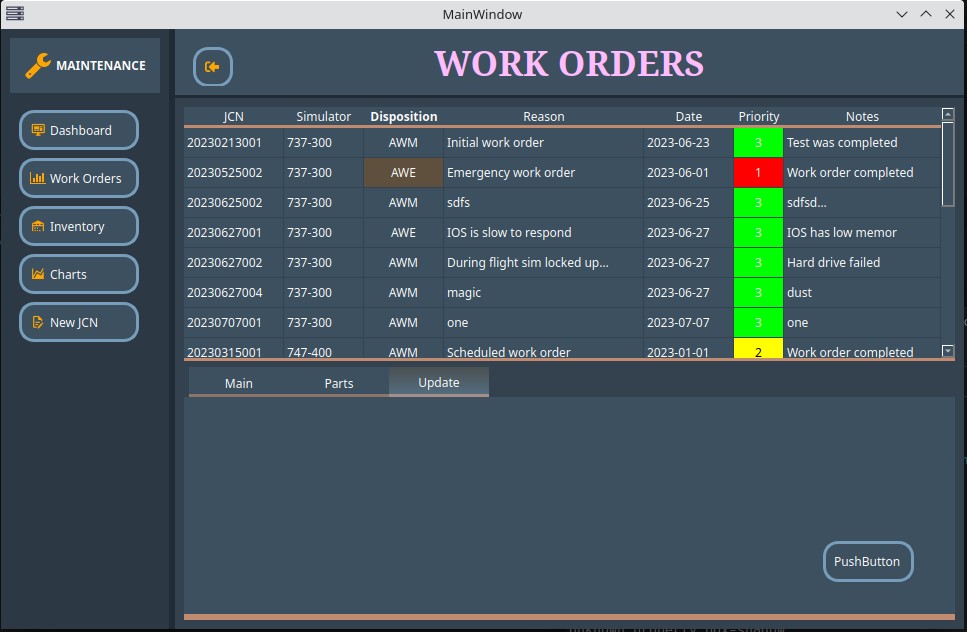 MainWindow
MAINTENANCE
WORK ORDERS
Dashboard
Work Orders
Inventory
Charts
New JCN
JCN Simulator Disposition Reason Date Priority Notes
20230213001 737-300 AWM Initial work order 2023-06-23 3 Test was completed
20230525002 737-300 AWE Emergency work order 2023-06-01 1 Work order completed
20230625002 737-300 AWM sdfs 2023-06-25 3 sdfsd...
20230627001 737-300 AWE IOS is slow to respond 2023-06-27 3 IOS has low memor
20230627002 737-300 AWM During flight sim locked up... 2023-06-27 3 Hard drive failed
20230627004 737-300 AWM magic 2023-06-27 3 dust
20230707001 737-300 AWM one 2023-07-07 3 one
20230315001 747-400 AWM Scheduled work order 2023-01-01 2 Work order completed
Main Parts Update
PushButton